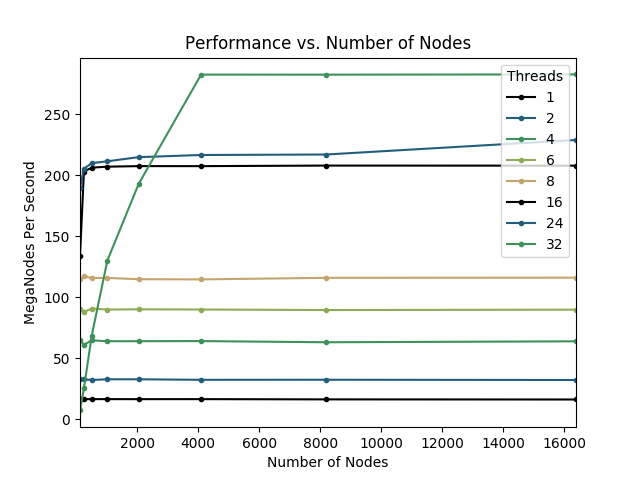 Performance vs. Number of Nodes
MegaNodes Per Second
250
200
150
100
50
0
2000 4000 6000 8000 10000 12000 14000 16000
Number of Nodes
Threads
1
2
4
6
8
16
24
32